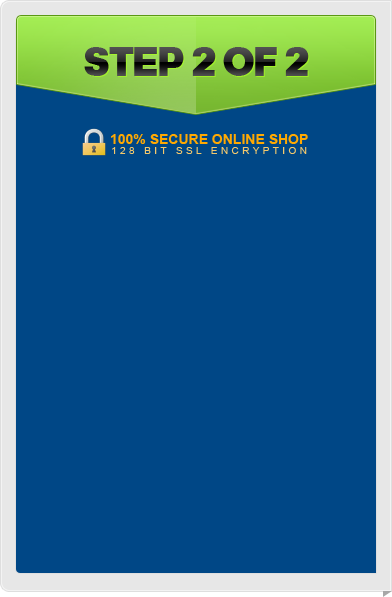 STEP 2 OF 2
100% SECURE ONLINE SHOP
128 BIT SSL ENCRYPTION